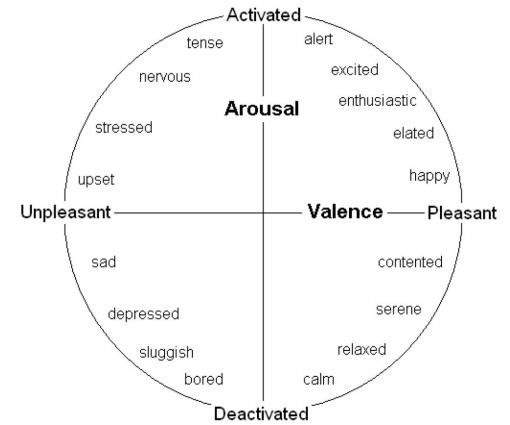 Activated
tense
alert
nervous
excited
Arousal
enthusiastic
stressed
elated
upset
happy
Unpleasant
Valence
Pleasant
sad
contented
depressed
serene
sluggish
relaxed
bored
calm
Deactivated